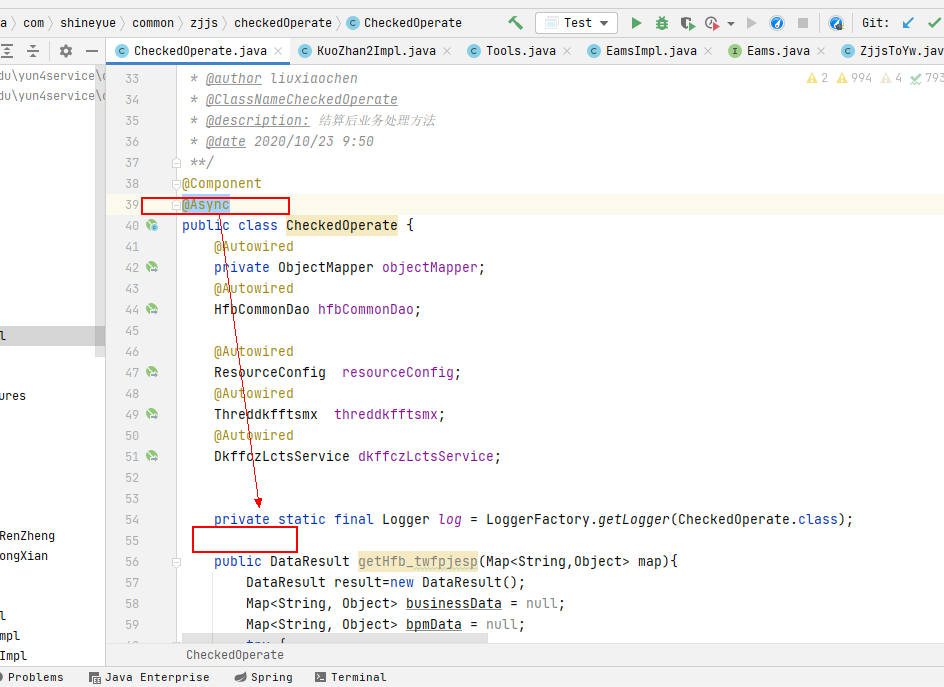 a com shineyue common zjjs checkedOperate CheckedOperate Test Git:
CheckedOperate.java KuoZhan2Impl.java Tools.java EamsImpl.java Eams.java ZjjsToYw.jav
du\yun4service\c
du\yun4service\c
2 994 4 793
33 * @author liuxiaochen
34 * @ClassNameCheckedOperate
35 * @description: 结算后业务处理方法
36 * @date 2020/10/23 9:50
37 **/
38 @Component
39 @Async
40 public class CheckedOperate {
41 @Autowired
42 private ObjectMapper objectMapper;
43 @Autowired
44 HfbCommonDao hfbCommonDao;
45
46 @Autowired
47 ResourceConfig resourceConfig;
48 @Autowired
49 Threddkfftsmx threddkfftsmx;
50 @Autowired
51 DkffczLctsService dkffczLctsService;
52
53
54 private static final Logger log = LoggerFactory.getLogger(CheckedOperate.class);
55
56 public DataResult getHfb_twfpjesp(Map<String,Object> map){
57 DataResult result=new DataResult();
58 Map<String, Object> businessData = null;
59 Map<String, Object> bpmData = null;
try {
l
ures
RenZheng
ongXian
l
mpl
Impl
CheckedOperate
Problems Java Enterprise Spring Terminal